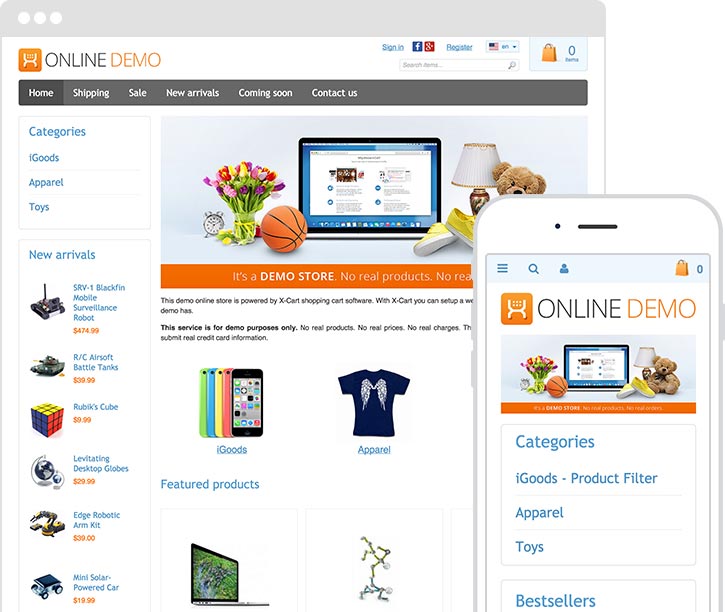 Sign in
Register
en
0
items
ONLINE DEMO
Search items...
Home Shipping Sale New arrivals Coming soon Contact us
Categories
iGoods
Apparel
Toys
New arrivals
SRV-1 Blackfin
Mobile
Surveillance
Robot
$474.99
R/C Airsoft
Battle Tanks
$39.99
Rubik's Cube
$9.99
Levitating
Desktop Globes
$29.99
Edge Robotic
Arm Kit
$39.00
Mini Solar-
Powered Car
$19.99
It's a DEMO STORE. No real products. No rea
This demo online store is powered by X-Cart shopping cart software. With X-Cart you can setup a we
demo has.
This service is for demo purposes only. No real products. No real prices. No real charges. Th
submit real credit card information.
iGoods
Apparel
Featured products
0
ONLINE DEMO
It's a DEMO STORE. No real products. No real orders.
Categories
iGoods - Product Filter
Apparel
Toys
Bestsellers